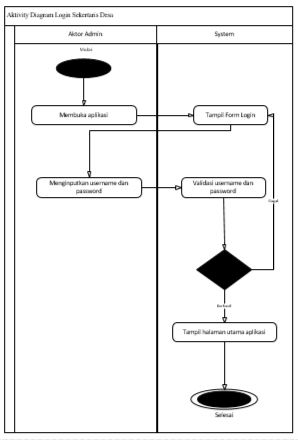 Aktivity Diagram Login Sekertaris Desa
Aktor Admin
System
Mulai
Membuka aplikasi
Tampil Form Login
Menginputkan username dan
password
Validasi username dan
password
Gagal
Berhasil
Tampil halaman utama aplikasi
Selesai